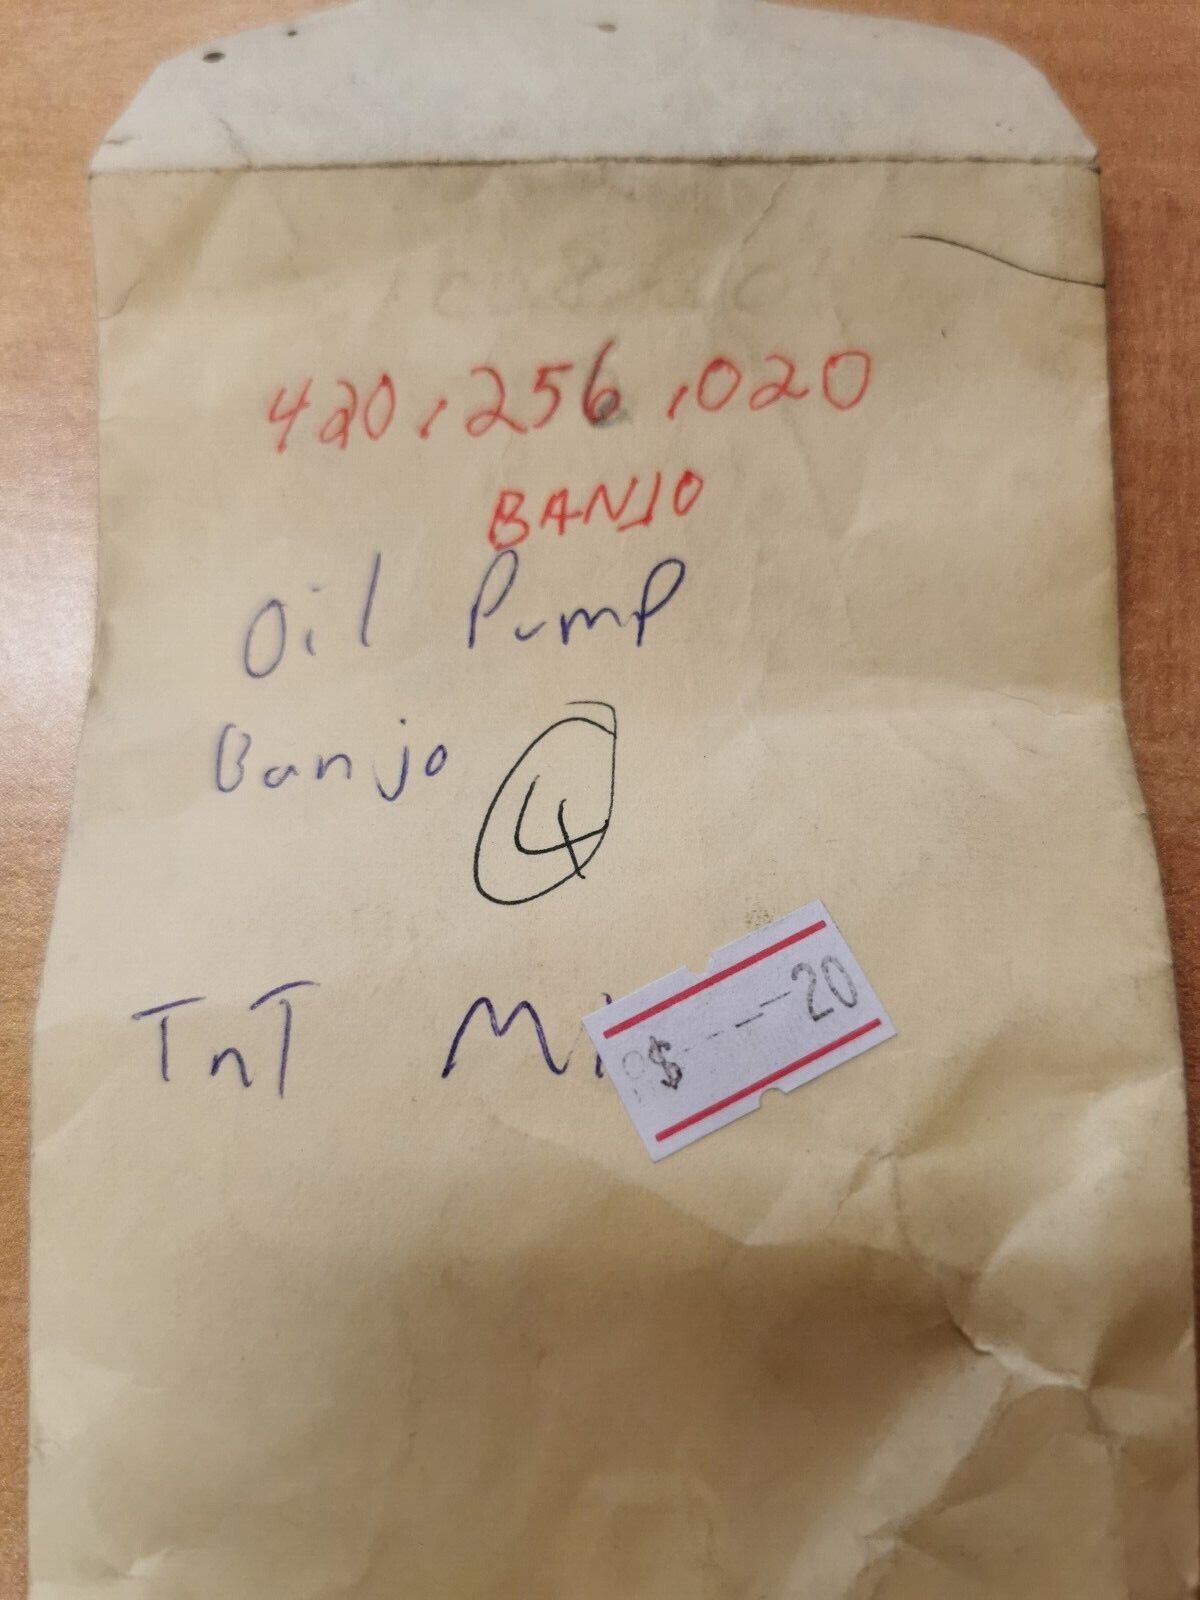 420.256.020
BANJO
Oil Pump
Banjo 4
TnT
$ --- --20